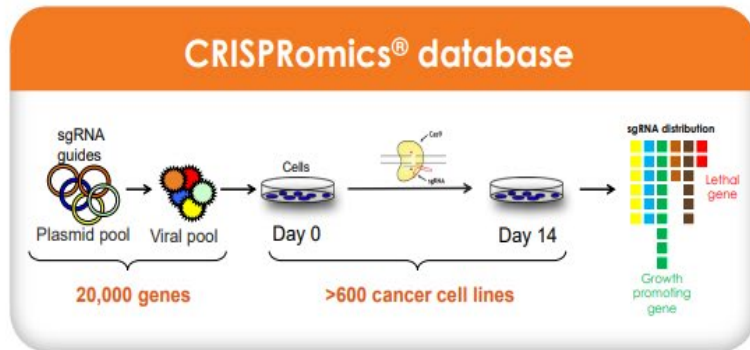 CRISPRomics® database
sgRNA
guides
Plasmid pool
Viral pool
20,000 genes
Cells
Day 0
Cas9
sgRNA
Day 14
>600 cancer cell lines
sgRNA distribution
Lethal
gene
Growth
promoting
gene